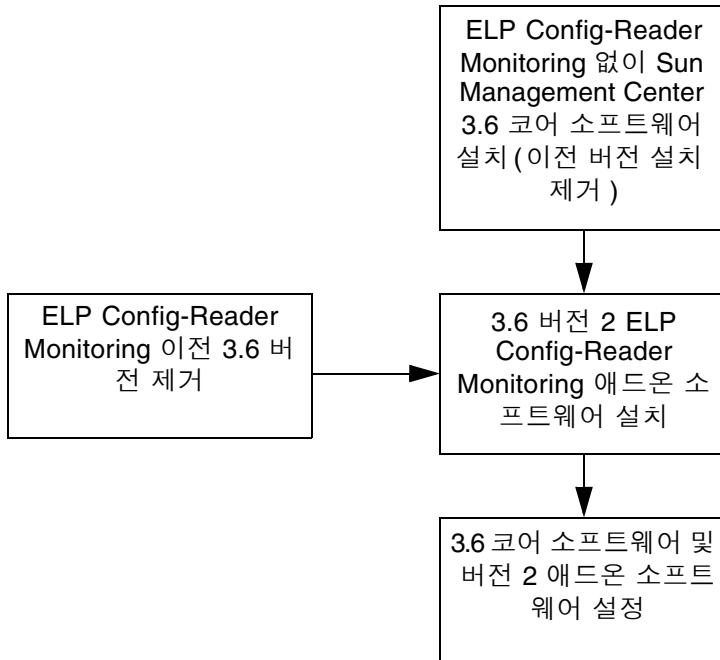 ELP Config-Reader
Monitoring 없이 Sun
Management Center
3.6 코어 소프트웨어
설치(이전 버전 설치
제거 )
ELP Config-Reader
Monitoring 이전 3.6 버
전 제거
3.6 버전 2 ELP
Config-Reader
Monitoring 애드온 소
프트웨어 설치
3.6 코어 소프트웨어 및
버전 2 애드온 소프트
웨어 설정